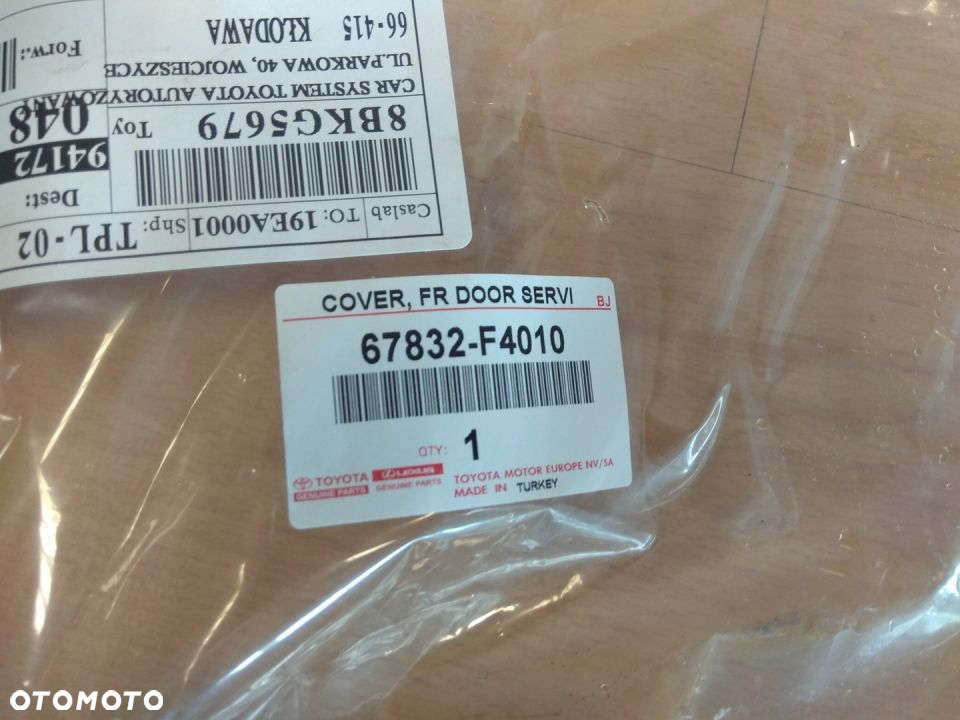 COVER, FR DOOR SERVI BJ
67832-F4010
QTY: 1
TOYOTA LEXUS
GENUINE PARTS GENUINE PARTS
TOYOTA MOTOR EUROPE NV/SA
MADE IN TURKEY
Caslab TO: 19EA0001 Shp: TPL-02
Dest:
94172
8BKG5679 Toy 048
CAR SYSTEM TOYOTA AUTORYZOWANY
UL.PARKOWA 40, WOJCIESZYCE
66-415 KŁODAWA
Forw.:
OTOMOTO